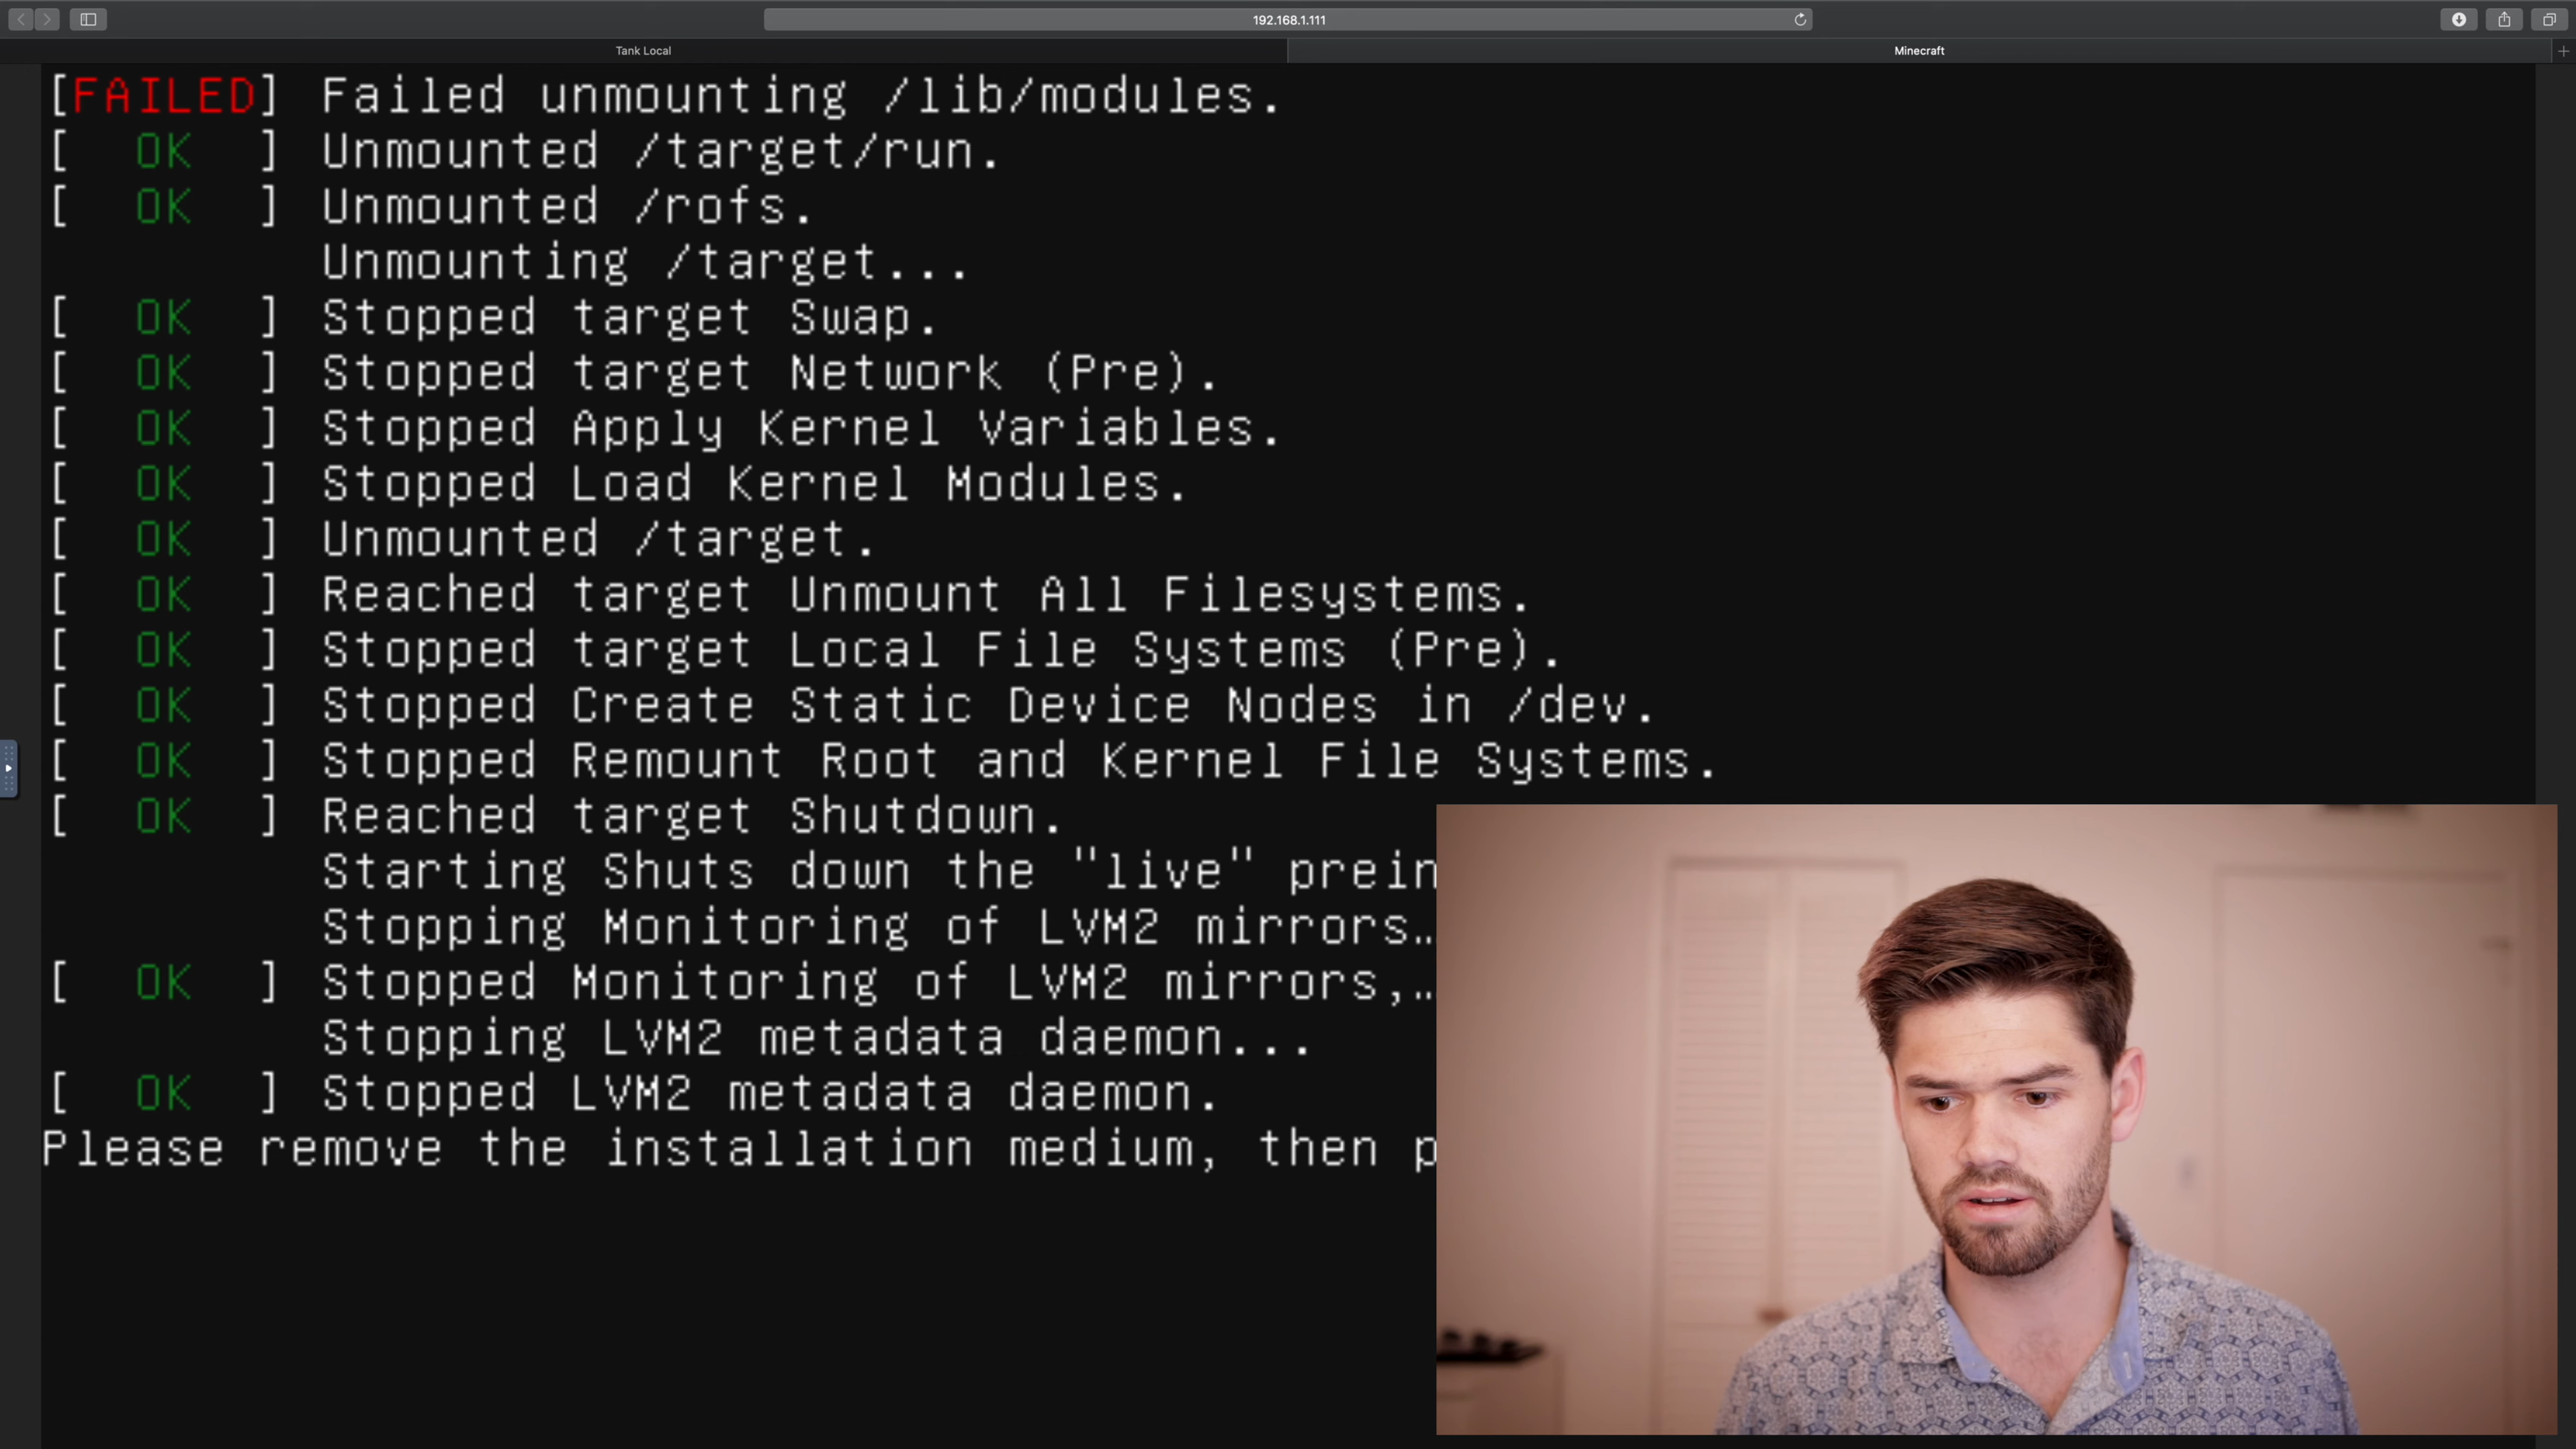 192.168.1.111
Tank Local
Minecraft
[FAILED] Failed unmounting /lib/modules.
[ OK ] Unmounted /target/run.
[ OK ] Unmounted /rofs.
Unmounting /target...
[ OK ] Stopped target Swap.
[ OK ] Stopped target Network (Pre).
[ OK ] Stopped Apply Kernel Variables.
[ OK ] Stopped Load Kernel Modules.
[ OK ] Unmounted /target.
[ OK ] Reached target Unmount All Filesystems.
[ OK ] Stopped target Local File Systems (Pre).
[ OK ] Stopped Create Static Device Nodes in /dev.
[ OK ] Stopped Remount Root and Kernel File Systems.
[ OK ] Reached target Shutdown.
Starting Shuts down the "live" prein
Stopping Monitoring of LVM2 mirrors…
[ OK ] Stopped Monitoring of LVM2 mirrors,…
Stopping LVM2 metadata daemon...
[ OK ] Stopped LVM2 metadata daemon.
Please remove the installation medium, then p